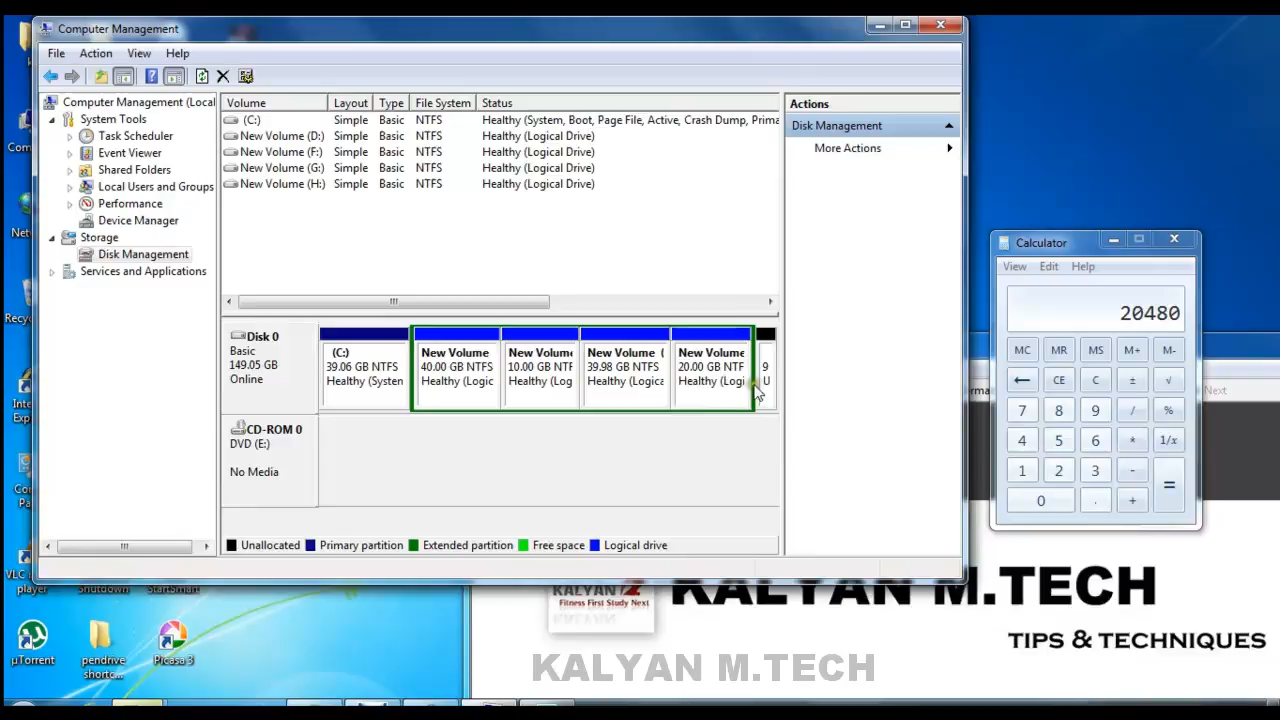 Computer Management
File Action View Help
Computer Management (Local
System Tools
Task Scheduler
Event Viewer
Shared Folders
Local Users and Groups
Performance
Device Manager
Storage
Disk Management
Services and Applications
Volume Layout Type File System Status
(C:) Simple Basic NTFS Healthy (System, Boot, Page File, Active, Crash Dump, Prima
New Volume (D:) Simple Basic NTFS Healthy (Logical Drive)
New Volume (F:) Simple Basic NTFS Healthy (Logical Drive)
New Volume (G:) Simple Basic NTFS Healthy (Logical Drive)
New Volume (H:) Simple Basic NTFS Healthy (Logical Drive)
Disk 0
Basic
149.05 GB
Online
(C:)
39.06 GB NTFS
Healthy (System
New Volume
40.00 GB NTFS
Healthy (Logic
New Volume
10.00 GB NTF
Healthy (Log
New Volume (
39.98 GB NTFS
Healthy (Logica
New Volume
20.00 GB NTF
Healthy (Logi
9
U
CD-ROM 0
DVD (E:)
No Media
Unallocated Primary partition Extended partition Free space Logical drive
Actions
Disk Management
More Actions
Calculator
View Edit Help
20480
MC MR MS M+ M-
← CE C ± √
7 8 9 / %
4 5 6 * 1/x
1 2 3 - =
0 . +
Next
VLC
player
Shutdown
StartSmart
µTorrent
pendrive
shortc...
Picasa 3
KALYAN
Fitness First Study Next
KALYAN M.TECH
TIPS & TECHNIQUES
KALYAN M.TECH